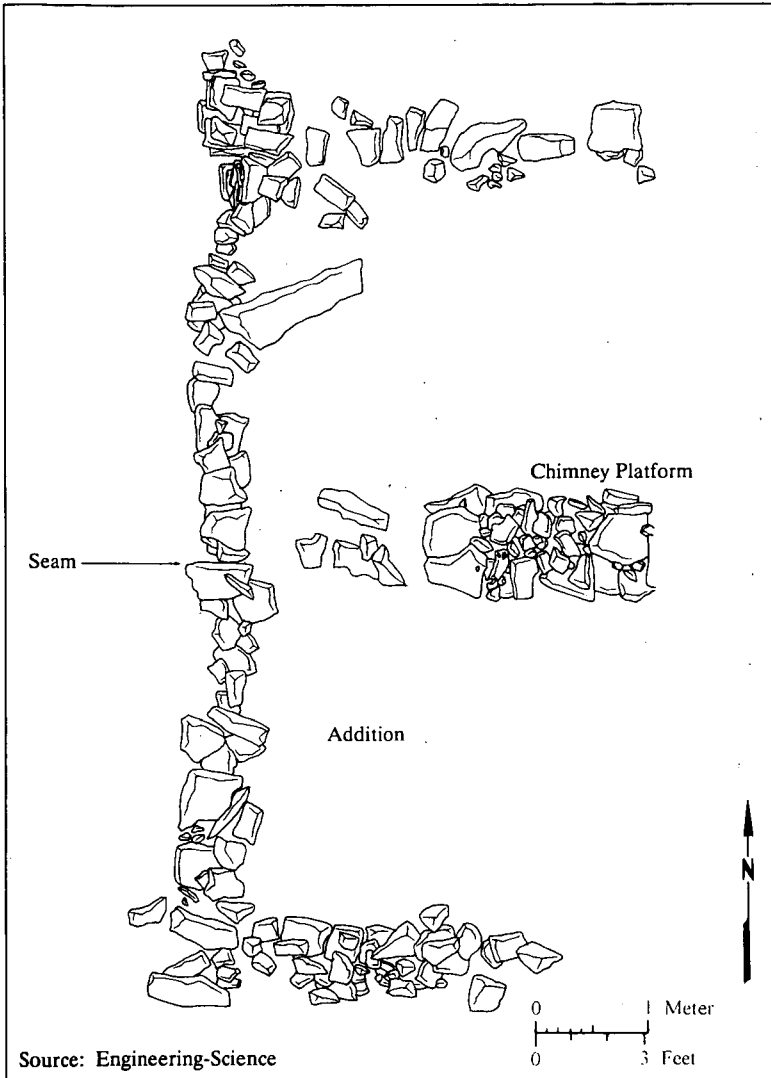 Chimney Platform
Seam
Addition
N
0 1 Meter
0 3 Feet
Source: Engineering-Science